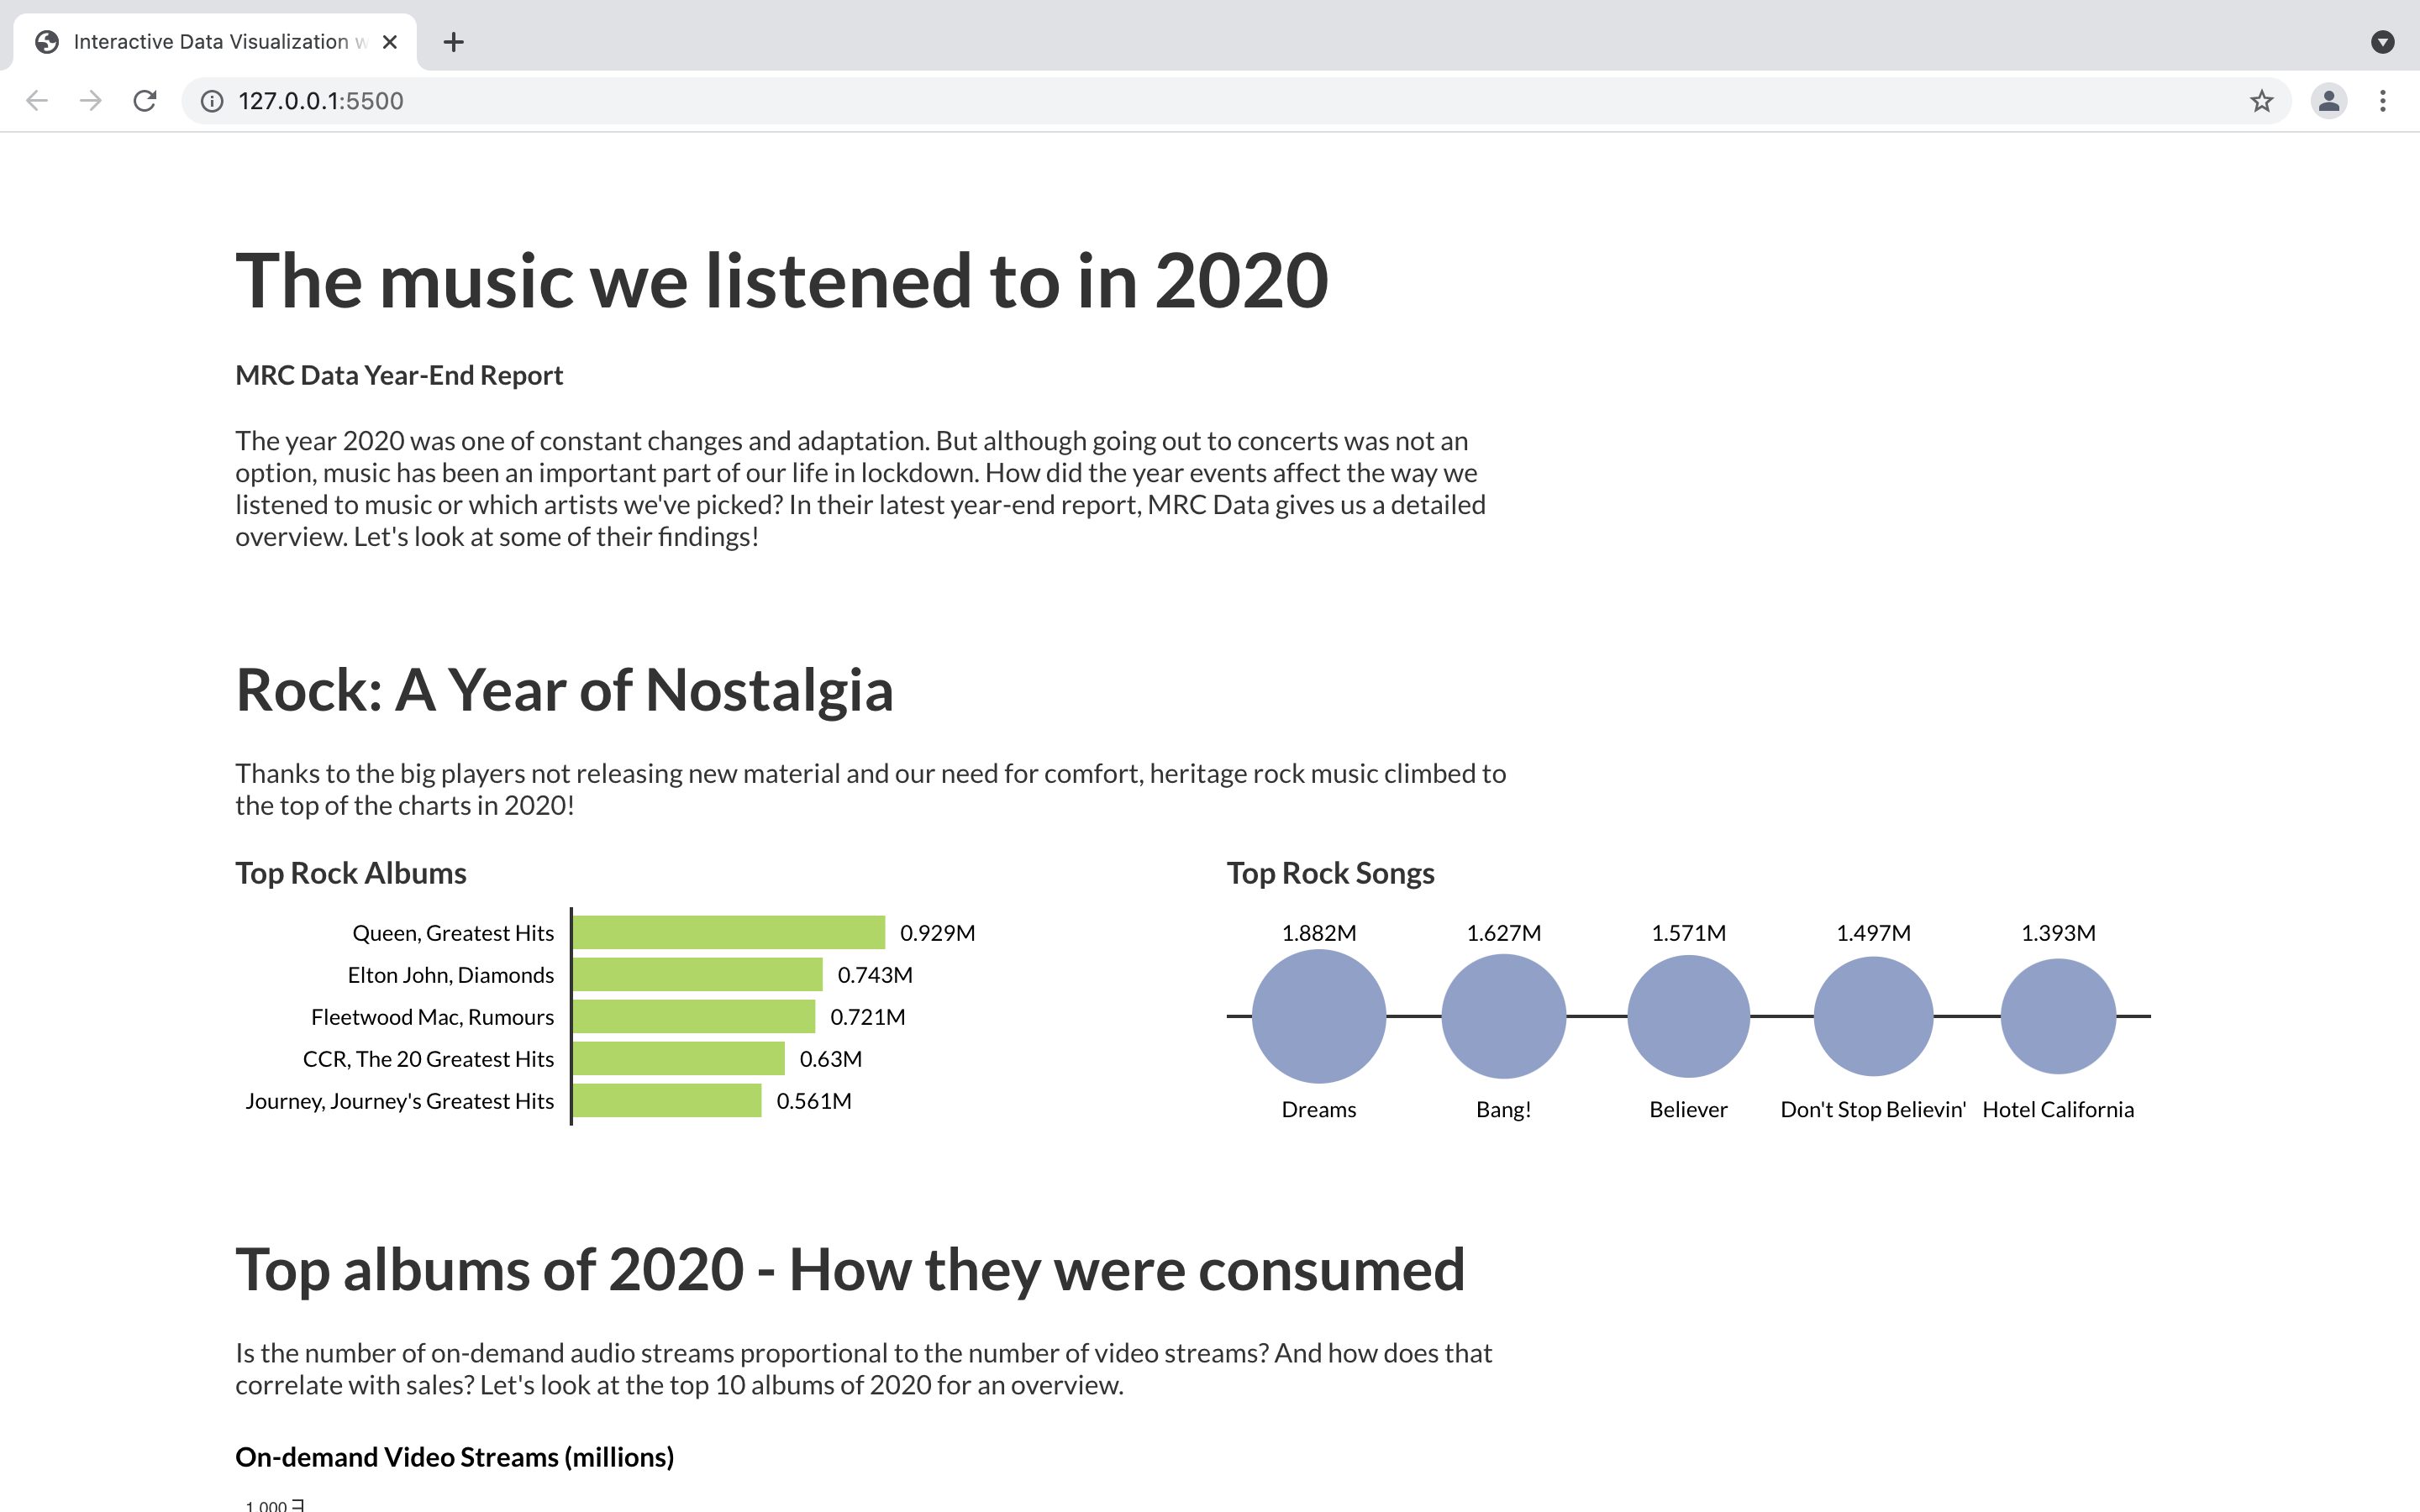 Interactive Data Visualization w
127.0.0.1:5500
The music we listened to in 2020
MRC Data Year-End Report
The year 2020 was one of constant changes and adaptation. But although going out to concerts was not an
option, music has been an important part of our life in lockdown. How did the year events affect the way we
listened to music or which artists we've picked? In their latest year-end report, MRC Data gives us a detailed
overview. Let's look at some of their findings!
Rock: A Year of Nostalgia
Thanks to the big players not releasing new material and our need for comfort, heritage rock music climbed to
the top of the charts in 2020!
Top Rock Albums
Queen, Greatest Hits 0.929M
Elton John, Diamonds 0.743M
Fleetwood Mac, Rumours 0.721M
CCR, The 20 Greatest Hits 0.63M
Journey, Journey's Greatest Hits 0.561M
Top Rock Songs
1.882M 1.627M 1.571M 1.497M 1.393M
Dreams Bang! Believer Don't Stop Believin' Hotel California
Top albums of 2020 - How they were consumed
Is the number of on-demand audio streams proportional to the number of video streams? And how does that
correlate with sales? Let's look at the top 10 albums of 2020 for an overview.
On-demand Video Streams (millions)
1,000